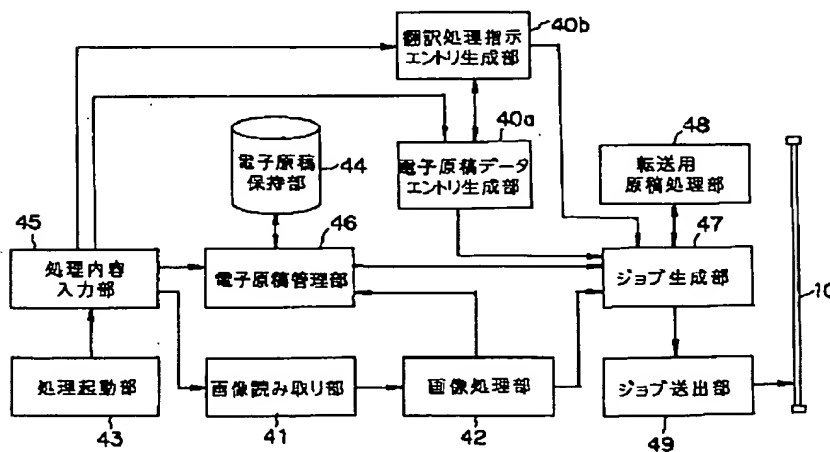 40b
翻訳処理指示
エントリ生成部
40a
電子原稿
保持部
44
電子原稿データ
エントリ生成部
48
転送用
原稿処理部
45
処理内容
入力部
46
電子原稿管理部
47
ジョブ生成部
10
処理起動部
43
画像読み取り部
41
画像処理部
42
ジョブ送出部
49